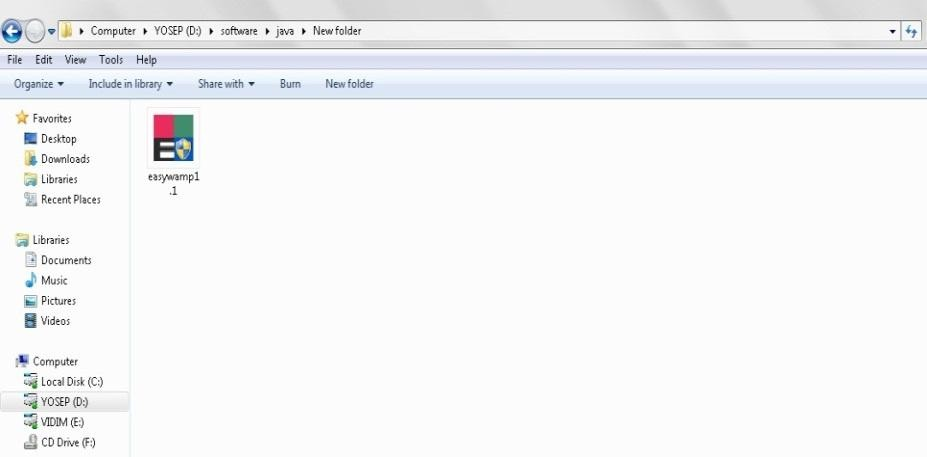 Computer YOSEP (D:) software java New folder
File Edit View Tools Help
Organize Include in library Share with Burn New folder
Favorites
Desktop
Downloads
Libraries
Recent Places
Libraries
Documents
Music
Pictures
Videos
Computer
Local Disk (C:)
YOSEP (D:)
VIDIM (E:)
CD Drive (F:)
easywamp1
.1